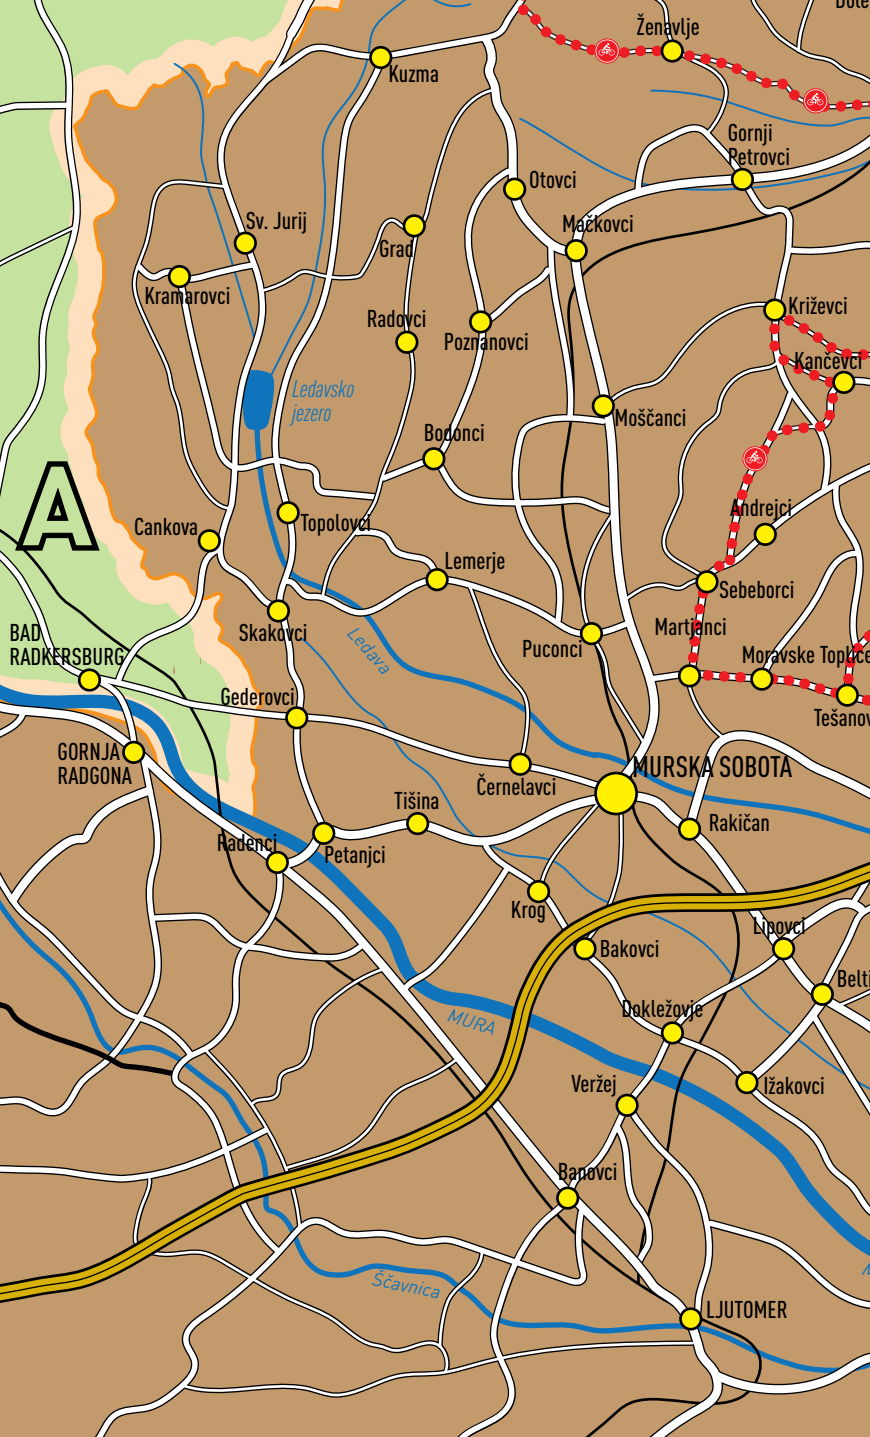 Ženavlje
Kuzma
Gornji
Petrovci
Otovci
Sv. Jurij
Grad
Mačkovci
Kramarovci
Križevci
Radovci
Poznanovci
Kančevci
Ledavsko
jezero
Moščanci
Bodonci
A
Andrejci
Cankova
Topolovci
Lemerje
Sebeborci
BAD
RADKERSBURG
Skakovci
Ledava
Puconci
Martjanci
Moravske Toplice
Gederovci
Tešanov
GORNJA
RADGONA
Černelavci
MURSKA SOBOTA
Tišina
Rakičan
Radenci
Petanjci
Krog
Lipovci
Bakovci
Belti
MURA
Dokležovje
Veržej
Ižakovci
Banovci
Ščavnica
M
LJUTOMER